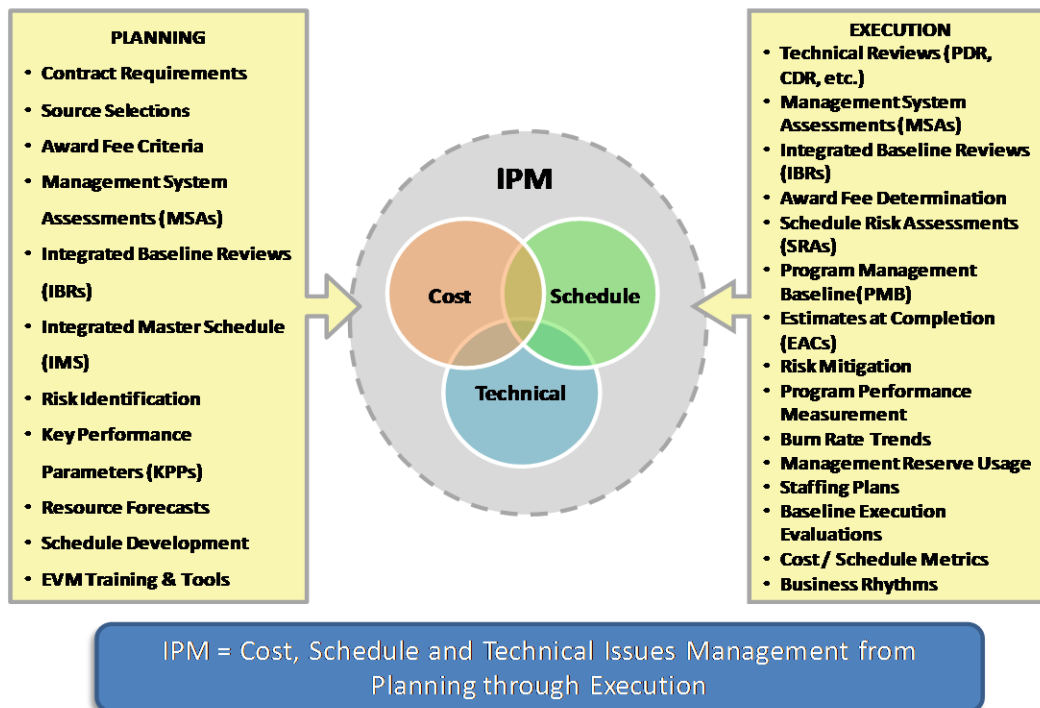 PLANNING
• Contract Requirements
• Source Selections
• Award Fee Criteria
• Management System
Assessments (MSAs)
• Integrated Baseline Reviews
(IBRs)
• Integrated Master Schedule
(IMS)
• Risk Identification
• Key Performance
Parameters (KPPs)
• Resource Forecasts
• Schedule Development
• EVM Training & Tools
IPM
Cost
Schedule
Technical
EXECUTION
• Technical Reviews (PDR,
CDR, etc.)
• Management System
Assessments (MSAs)
• Integrated Baseline Reviews
(IBRs)
• Award Fee Determination
• Schedule Risk Assessments
(SRAs)
• Program Management
Baseline(PMB)
• Estimates at Completion
(EACs)
• Risk Mitigation
• Program Performance
Measurement
• Burn Rate Trends
• Management Reserve Usage
• Staffing Plans
• Baseline Execution
Evaluations
• Cost / Schedule Metrics
• Business Rhythms
IPM = Cost, Schedule and Technical Issues Management from
Planning through Execution